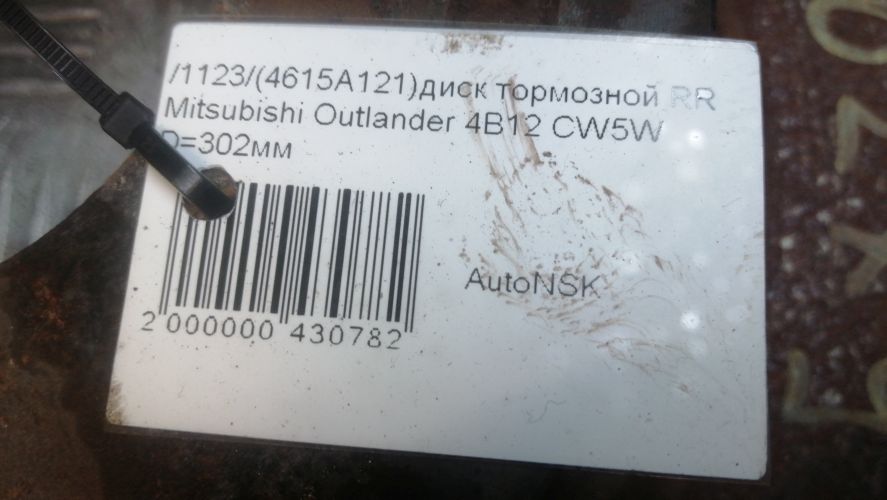 /1123/(4615A121)диск тормозной RR
Mitsubishi Outlander 4B12 CW5W
D=302мм
AutoNSK
2 000000 430782